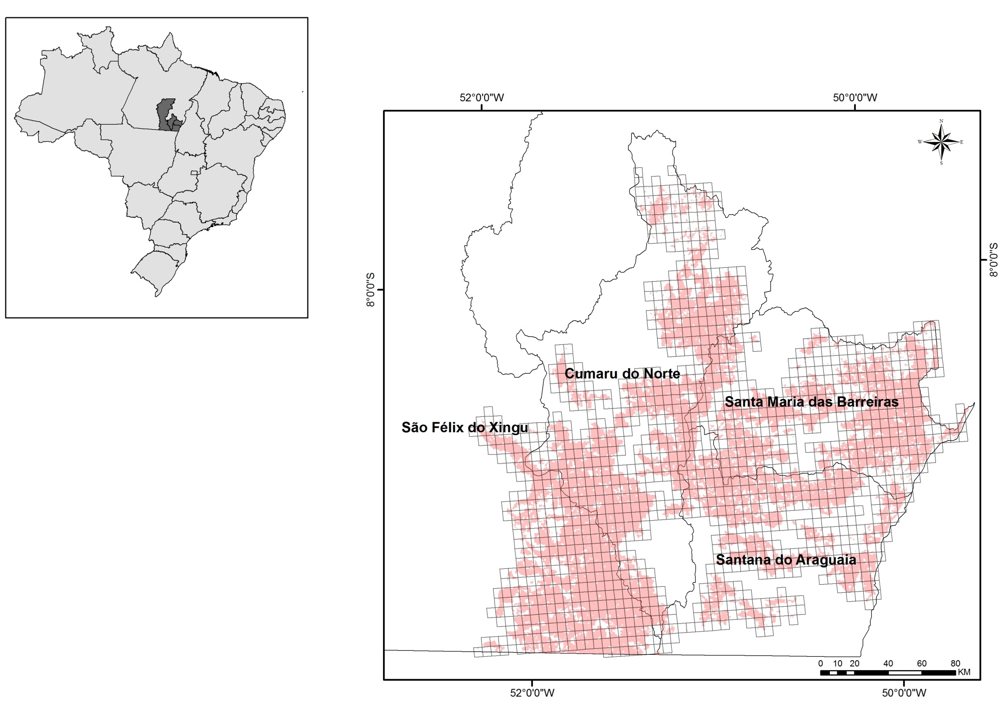 52°0'0"W
50°0'0"W
N
W
E
S
8°0'0"S
8°0'0"S
Cumaru do Norte
Santa Maria das Barreiras
São Félix do Xingu
Santana do Araguaia
0 10 20 40 60 80
KM
52°0'0"W
50°0'0"W